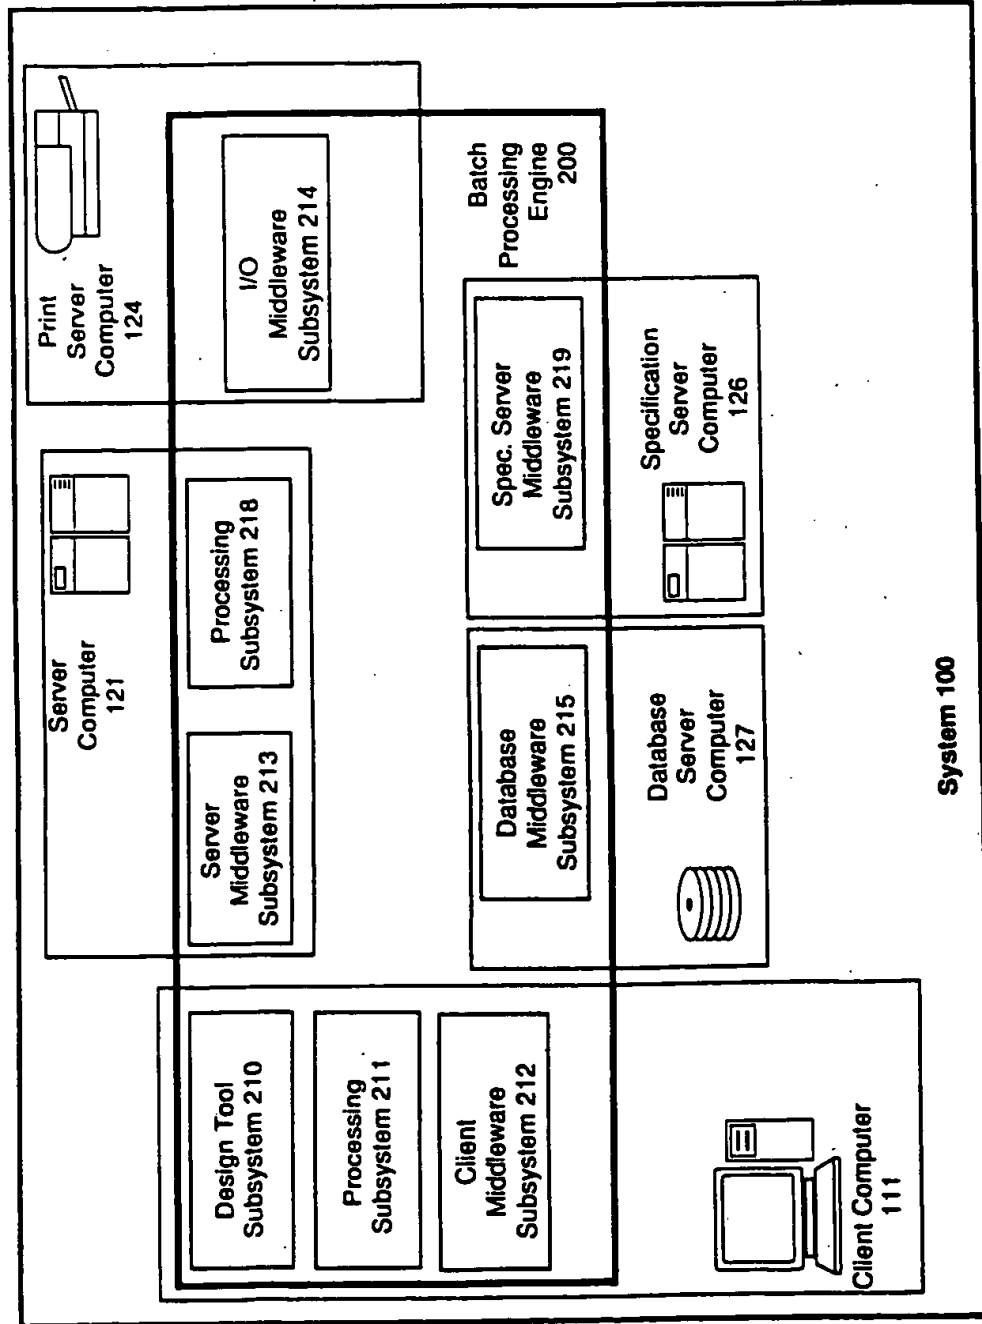 Server
Computer
121
Print
Server
Computer
124
Design Tool
Subsystem 210
Server
Middleware
Subsystem 213
Processing
Subsystem 218
I/O
Middleware
Subsystem 214
Processing
Subsystem 211
Client
Middleware
Subsystem 212
Database
Middleware
Subsystem 215
Spec. Server
Middleware
Subsystem 219
Batch
Processing
Engine
200
Client Computer
111
Database
Server
Computer
127
Specification
Server
Computer
126
System 100